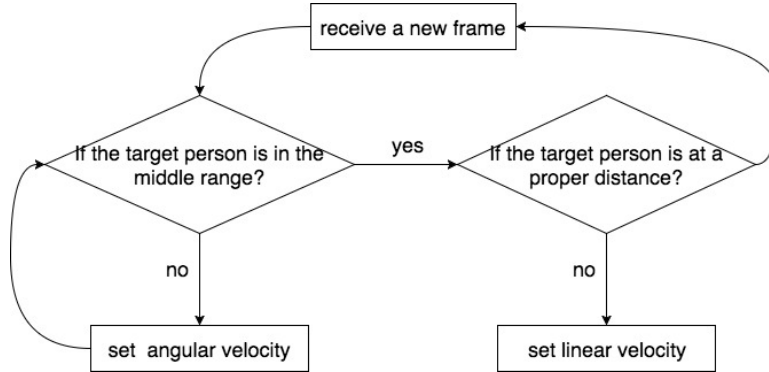 receive a new frame
If the target person is in the
middle range?
yes
If the target person is at a
proper distance?
no
no
set angular velocity
set linear velocity